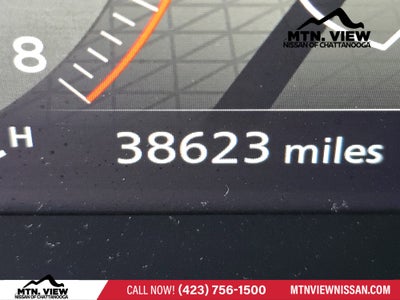 MTN. VIEW
NISSAN OF CHATTANOOGA
8
H
38623 miles
MTN. VIEW
NISSAN OF CHATTANOOGA
CALL NOW! (423) 756-1500
MTNVIEWNISSAN.COM